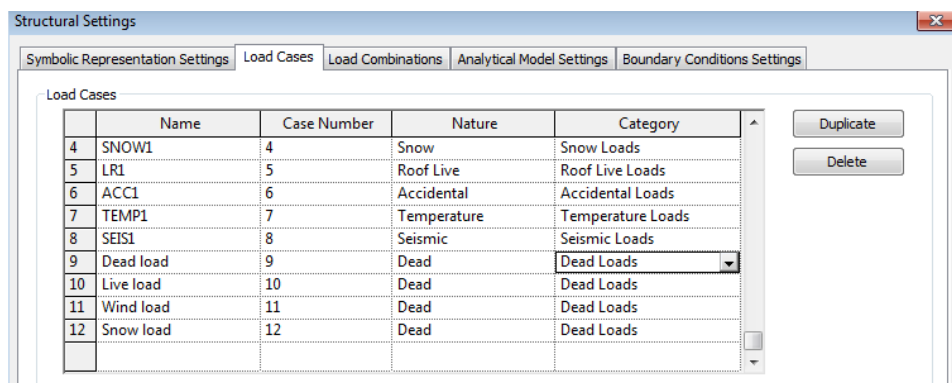 Structural Settings
Symbolic Representation Settings Load Cases Load Combinations Analytical Model Settings Boundary Conditions Settings
Load Cases
Name Case Number Nature Category Duplicate
4 SNOW1 4 Snow Snow Loads
5 LR1 5 Roof Live Roof Live Loads Delete
6 ACC1 6 Accidental Accidental Loads
7 TEMP1 7 Temperature Temperature Loads
8 SEIS1 8 Seismic Seismic Loads
9 Dead load 9 Dead Dead Loads
10 Live load 10 Dead Dead Loads
11 Wind load 11 Dead Dead Loads
12 Snow load 12 Dead Dead Loads